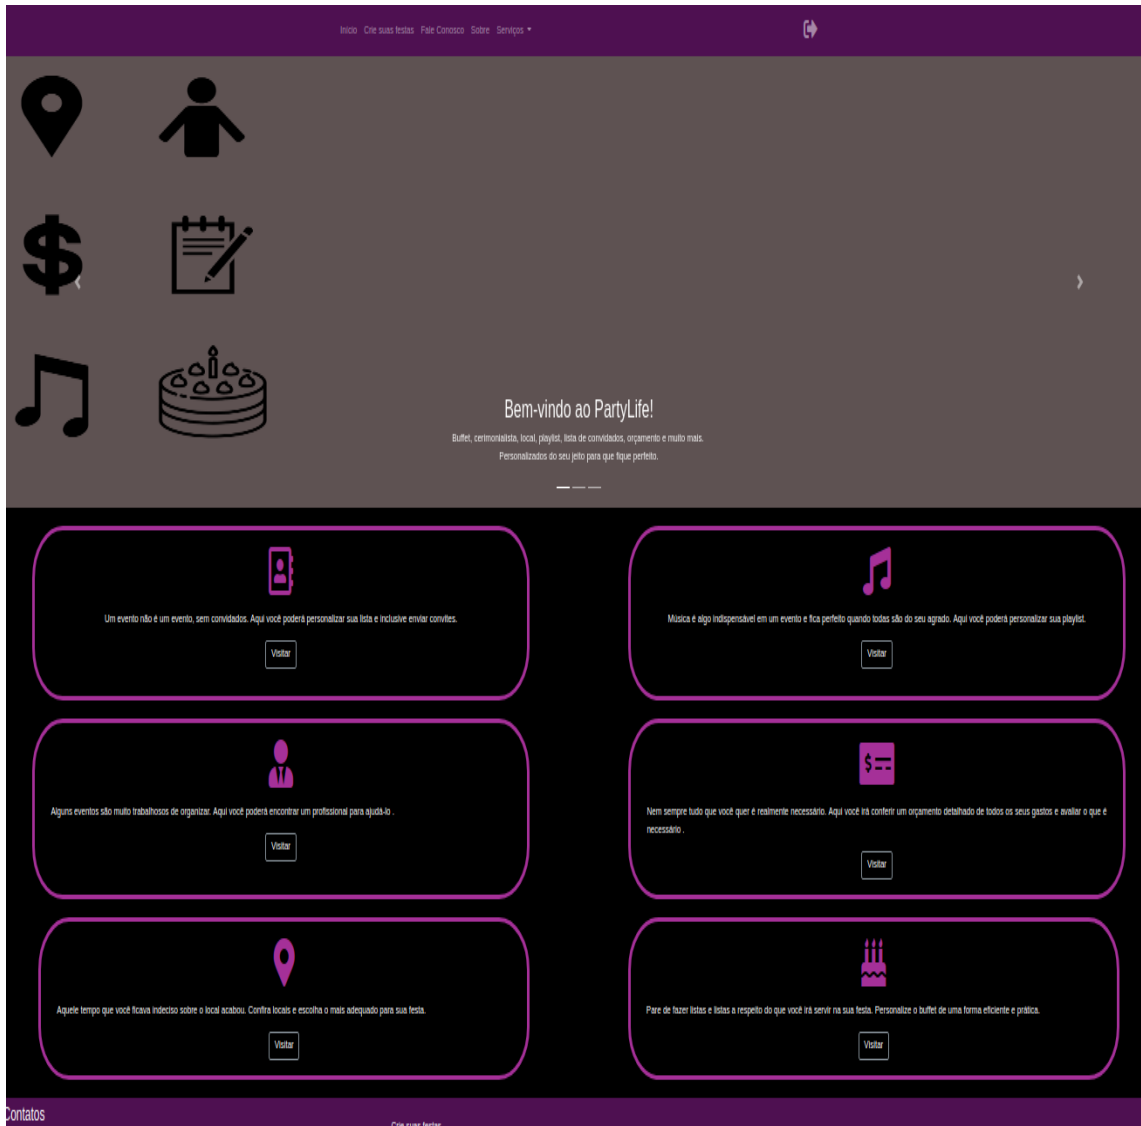 Início Crie suas festas Fale Conosco Sobre Serviços
Bem-vindo ao PartyLife!
Buffet, cerimonialista, local, playlist, lista de convidados, orçamento e muito mais.
Personalizados do seu jeito para que fique perfeito.
Um evento não é um evento, sem convidados. Aqui você poderá personalizar sua lista e inclusive enviar convites.
Visitar
Música é algo indispensável em um evento e fica perfeito quando todas são do seu agrado. Aqui você poderá personalizar sua playlist.
Visitar
Alguns eventos são muito trabalhosos de organizar. Aqui você poderá encontrar um profissional para ajudá-lo .
Visitar
Nem sempre tudo que você quer é realmente necessário. Aqui você irá conferir um orçamento detalhado de todos os seus gastos e avaliar o que é
necessário .
Visitar
Aquele tempo que você ficava indeciso sobre o local acabou. Confira locais e escolha o mais adequado para sua festa.
Visitar
Pare de fazer listas e listas a respeito do que você irá servir na sua festa. Personalize o buffet de uma forma eficiente e prática.
Visitar
Contatos
Crie suas festas